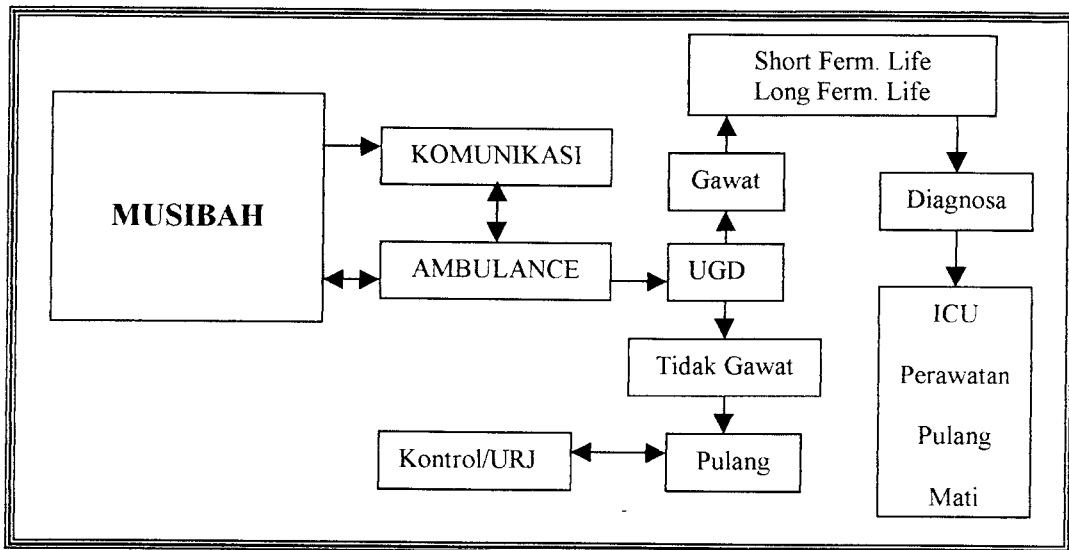 MUSIBAH
KOMUNIKASI
AMBULANCE
UGD
Gawat
Short Ferm. Life
Long Ferm. Life
Diagnosa
ICU
Perawatan
Pulang
Mati
Tidak Gawat
Pulang
Kontrol/URJ